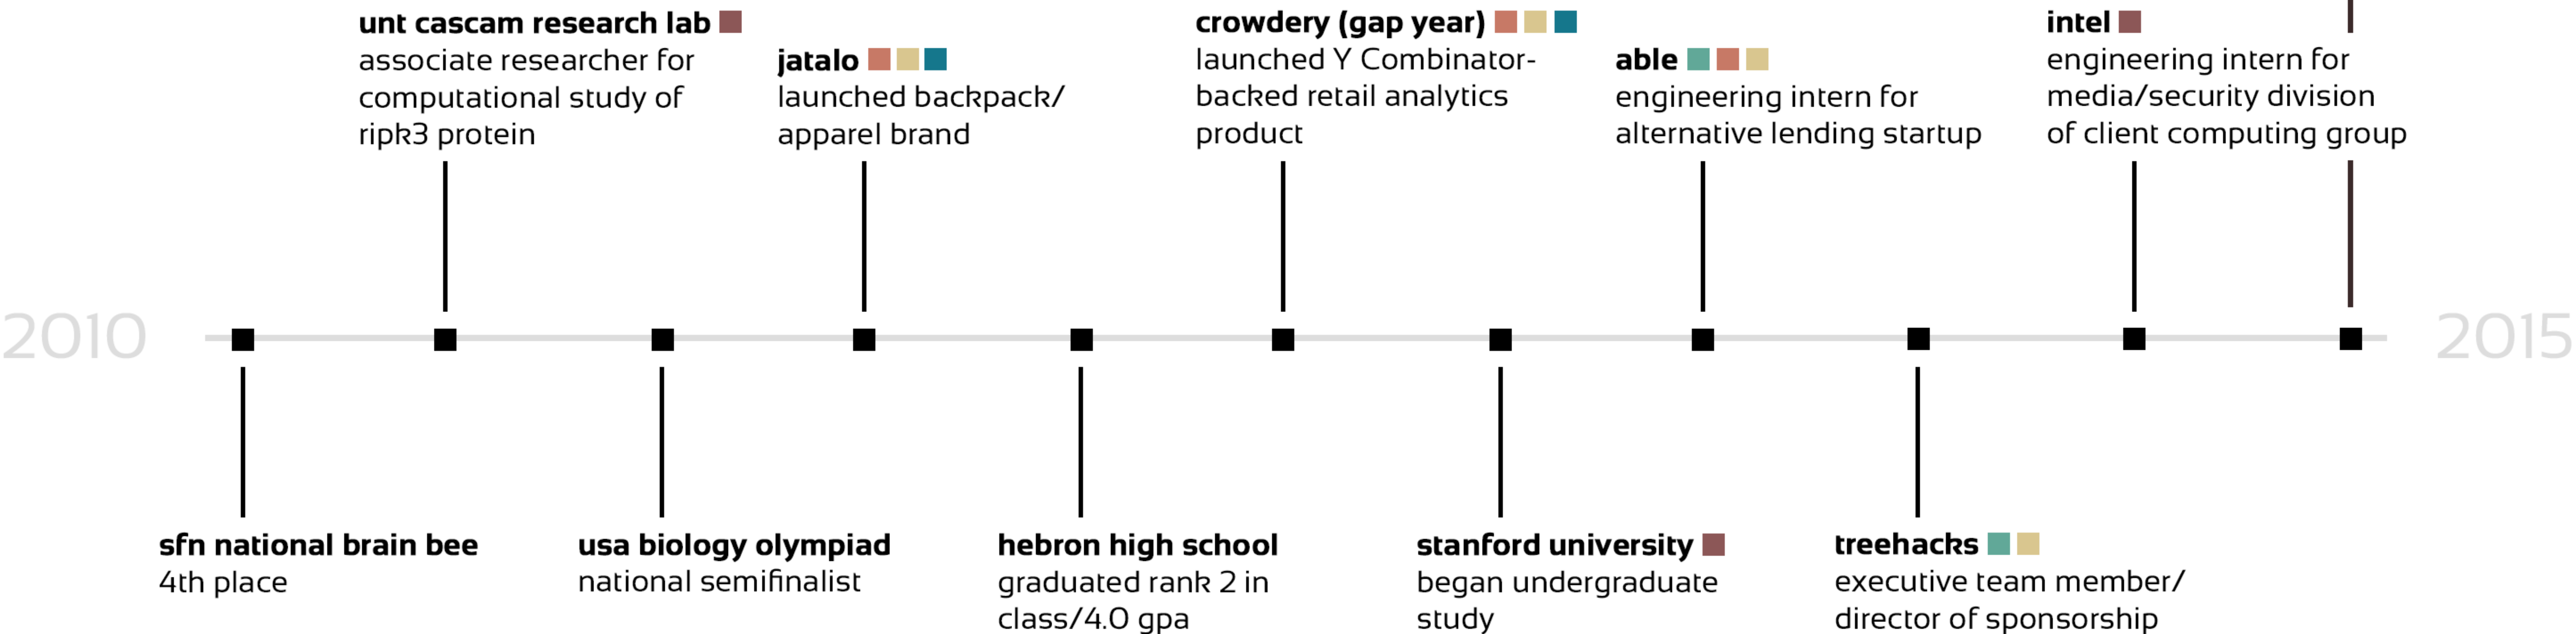 unt cascam research lab
associate researcher for
computational study of
ripk3 protein
jatalo
launched backpack/
apparel brand
crowdery (gap year)
launched Y Combinator-
backed retail analytics
product
able
engineering intern for
alternative lending startup
intel
engineering intern for
media/security division
of client computing group
2010
2015
sfn national brain bee
4th place
usa biology olympiad
national semifinalist
hebron high school
graduated rank 2 in
class/4.0 gpa
stanford university
began undergraduate
study
treehacks
executive team member/
director of sponsorship